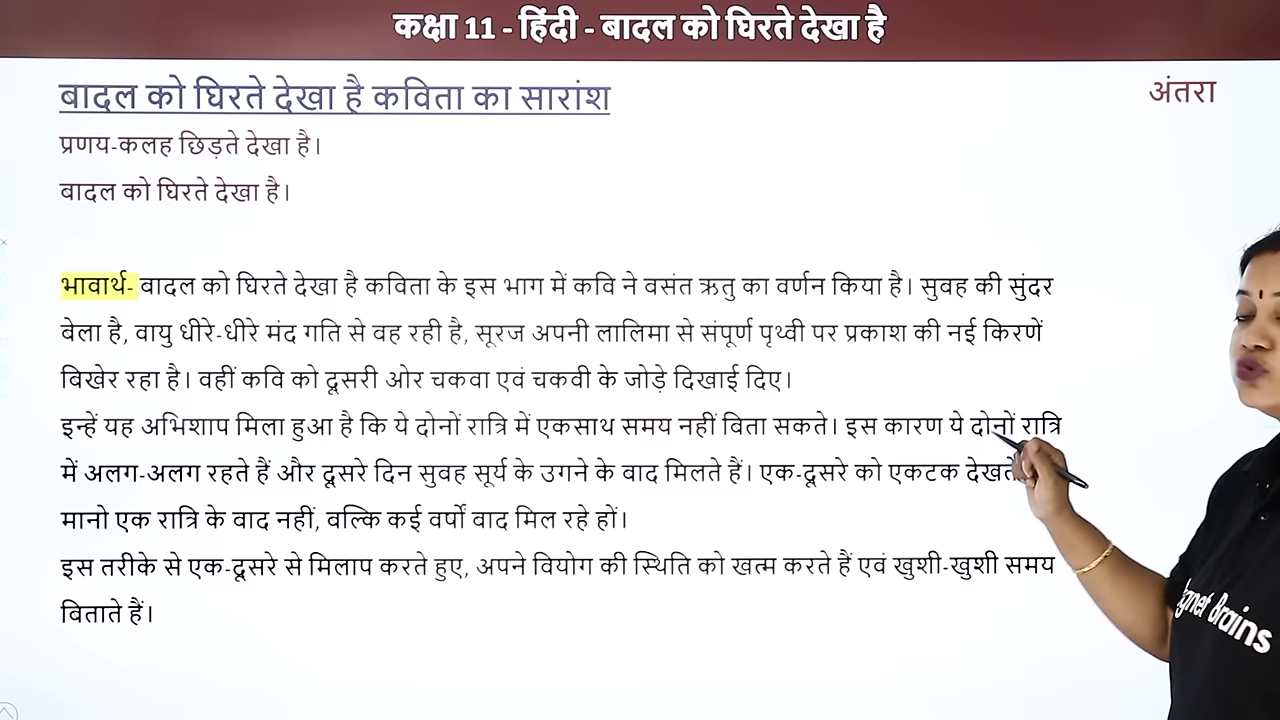 कक्षा 11 - हिंदी - बादल को घिरते देखा है
बादल को घिरते देखा है कविता का सारांश
अंतरा
प्रणय-कलह छिड़ते देखा है।
बादल को घिरते देखा है।
भावार्थ- बादल को घिरते देखा है कविता के इस भाग में कवि ने वसंत ऋतु का वर्णन किया है। सुबह की सुंदर
बेला है, वायु धीरे-धीरे मंद गति से वह रही है, सूरज अपनी लालिमा से संपूर्ण पृथ्वी पर प्रकाश की नई किरणें
बिखेर रहा है। वहीं कवि को दूसरी ओर चकवा एवं चकवी के जोड़े दिखाई दिए।
इन्हें यह अभिशाप मिला हुआ है कि ये दोनों रात्रि में एकसाथ समय नहीं बिता सकते। इस कारण ये दोनों रात्रि
में अलग-अलग रहते हैं और दूसरे दिन सुबह सूर्य के उगने के बाद मिलते हैं। एक-दूसरे को एकटक देखते
मानो एक रात्रि के बाद नहीं, बल्कि कई वर्षों बाद मिल रहे हों।
इस तरीके से एक-दूसरे से मिलाप करते हुए, अपने वियोग की स्थिति को खत्म करते हैं एवं खुशी-खुशी समय
बिताते हैं।
Brains